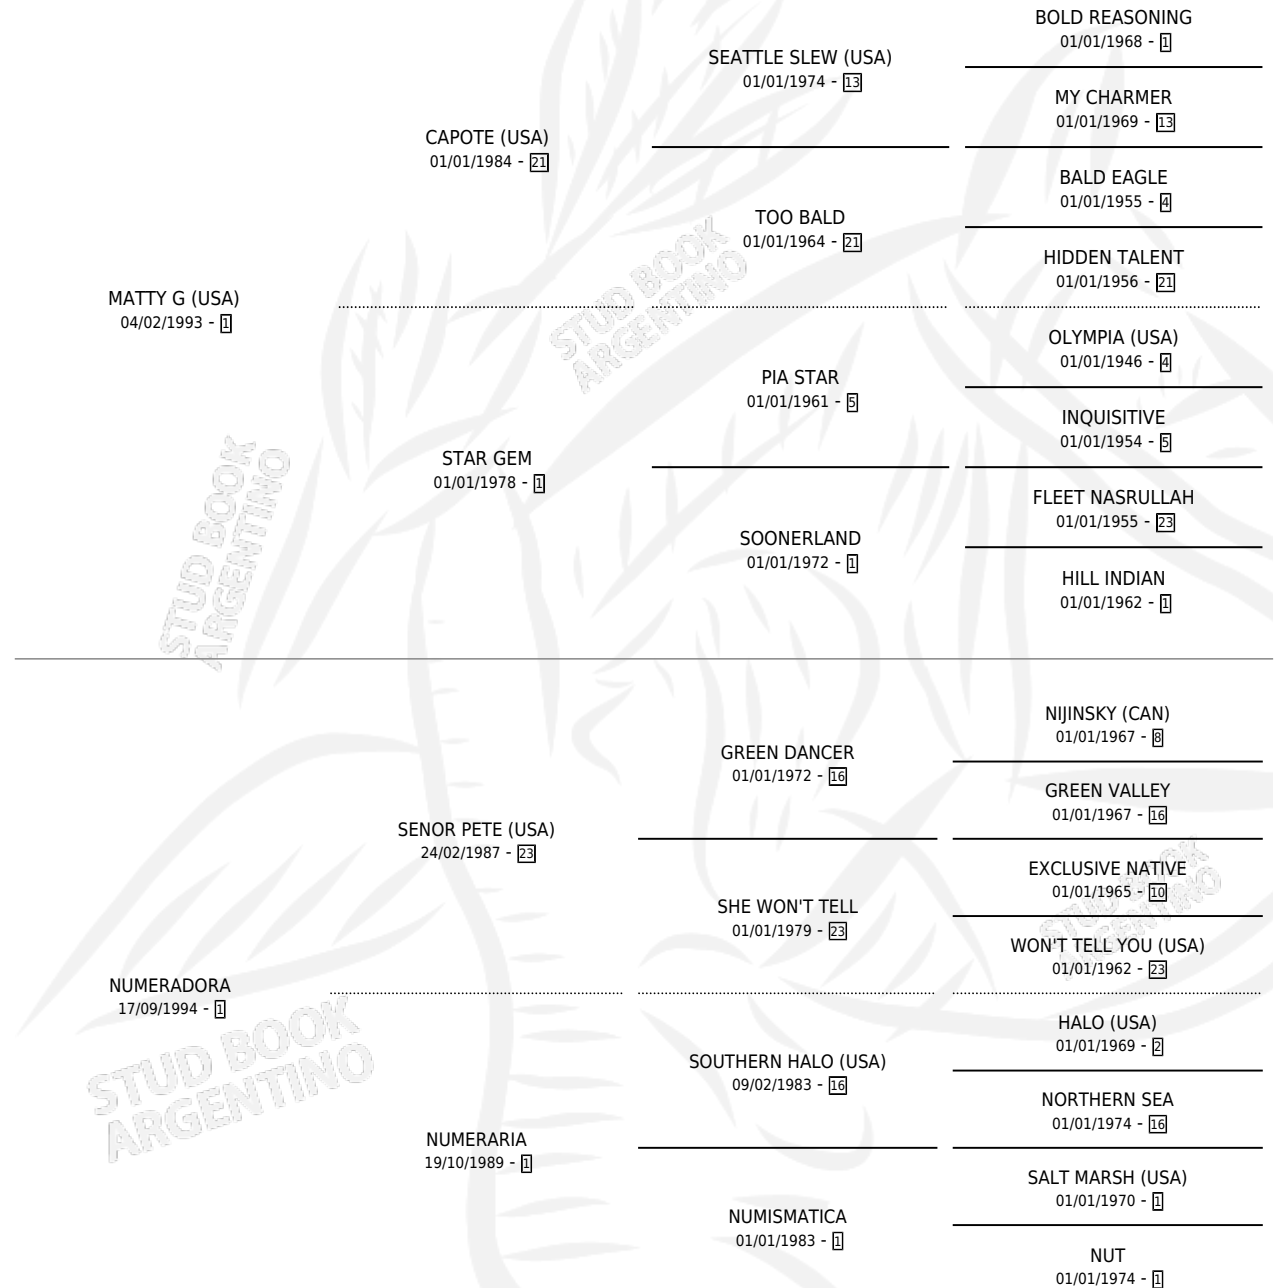 BOLD REASONING
01/01/1968 - 1
SEATTLE SLEW (USA)
01/01/1974 - 13
MY CHARMER
01/01/1969 - 13
CAPOTE (USA)
01/01/1984 - 21
BALD EAGLE
01/01/1955 - 4
TOO BALD
01/01/1964 - 21
HIDDEN TALENT
01/01/1956 - 21
MATTY G (USA)
04/02/1993 - 1
OLYMPIA (USA)
01/01/1946 - 4
PIA STAR
01/01/1961 - 5
INQUISITIVE
01/01/1954 - 5
STAR GEM
01/01/1978 - 1
FLEET NASRULLAH
01/01/1955 - 23
SOONERLAND
01/01/1972 - 1
HILL INDIAN
01/01/1962 - 1
NIJINSKY (CAN)
01/01/1967 - 8
GREEN DANCER
01/01/1972 - 16
GREEN VALLEY
01/01/1967 - 16
SENOR PETE (USA)
24/02/1987 - 23
EXCLUSIVE NATIVE
01/01/1965 - 10
SHE WON'T TELL
01/01/1979 - 23
WON'T TELL YOU (USA)
01/01/1962 - 23
NUMERADORA
17/09/1994 - 1
HALO (USA)
01/01/1969 - 2
SOUTHERN HALO (USA)
09/02/1983 - 16
NORTHERN SEA
01/01/1974 - 16
NUMERARIA
19/10/1989 - 1
SALT MARSH (USA)
01/01/1970 - 1
NUMISMATICA
01/01/1983 - 1
NUT
01/01/1974 - 1
STUD BOOK
ARGENTINO
STUD BOOK
ARGENTINO
STUD BOOK
ARGENTINO
STUD BOOK
ARGENTINO